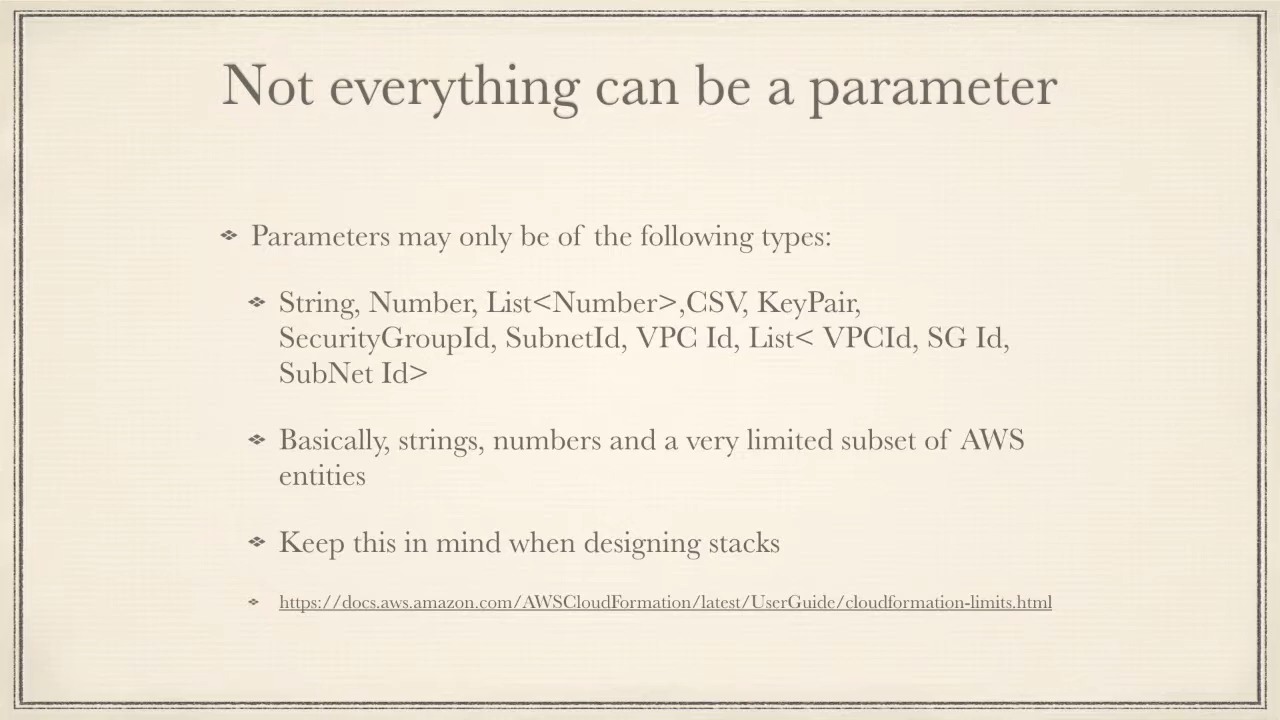 Not everything can be a parameter
Parameters may only be of the following types:
String, Number, List<Number>,CSV, KeyPair,
SecurityGroupId, SubnetId, VPC Id, List< VPCId, SG Id,
SubNet Id>
Basically, strings, numbers and a very limited subset of AWS
entities
Keep this in mind when designing stacks
https://docs.aws.amazon.com/AWSCloudFormation/latest/UserGuide/cloudformation-limits.html